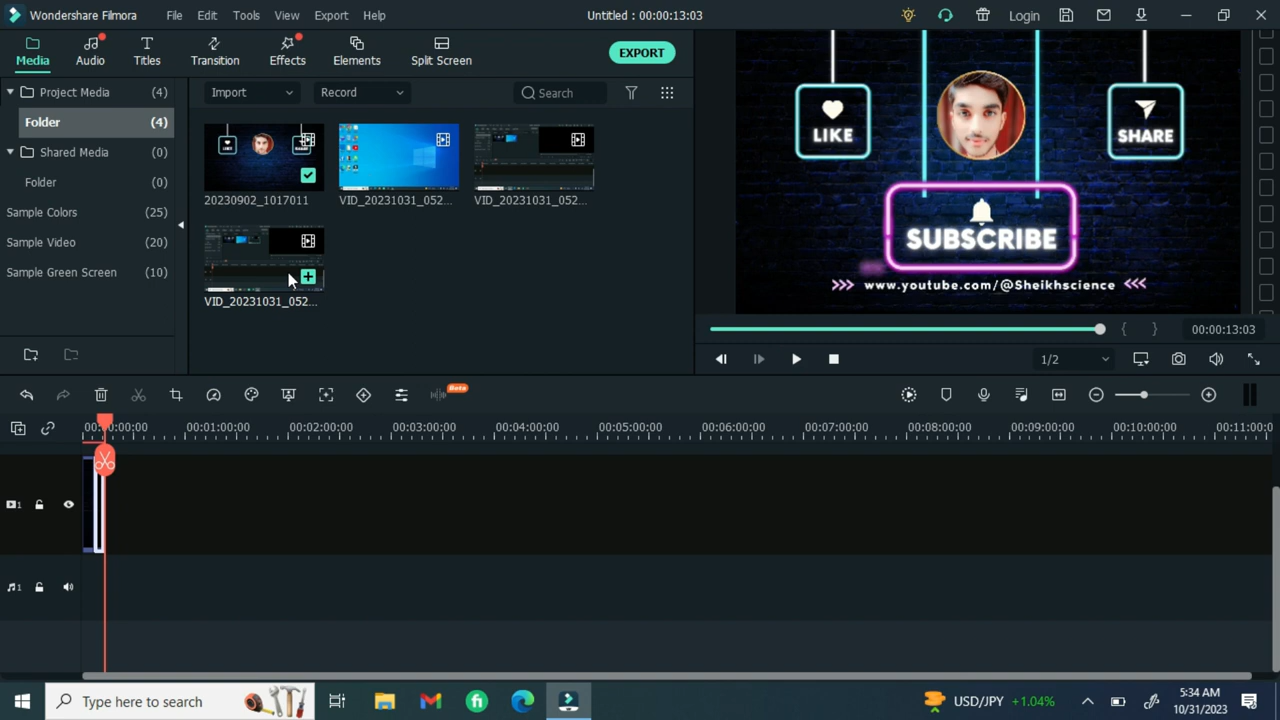 Wondershare Filmora
File
Edit
Tools
View
Export
Help
Untitled : 00:00:13:03
Login
Media
Audio
Titles
Transition
Effects
Elements
Split Screen
EXPORT
Project Media (4)
Folder (4)
Shared Media (0)
Folder (0)
Sample Colors (25)
Sample Video (20)
Sample Green Screen (10)
Import
Record
Search
20230902_1017011
VID_20231031_052...
VID_20231031_052...
VID_20231031_052...
LIKE
SHARE
SUBSCRIBE
www.youtube.com/@Sheikhscience
00:00:13:03
1/2
Beta
00:01:00:00
00:02:00:00
00:03:00:00
00:04:00:00
00:05:00:00
00:06:00:00
00:07:00:00
00:08:00:00
00:09:00:00
00:10:00:00
00:11:00:0
1
1
Type here to search
USD/JPY +1.04%
5:34 AM
10/31/2023